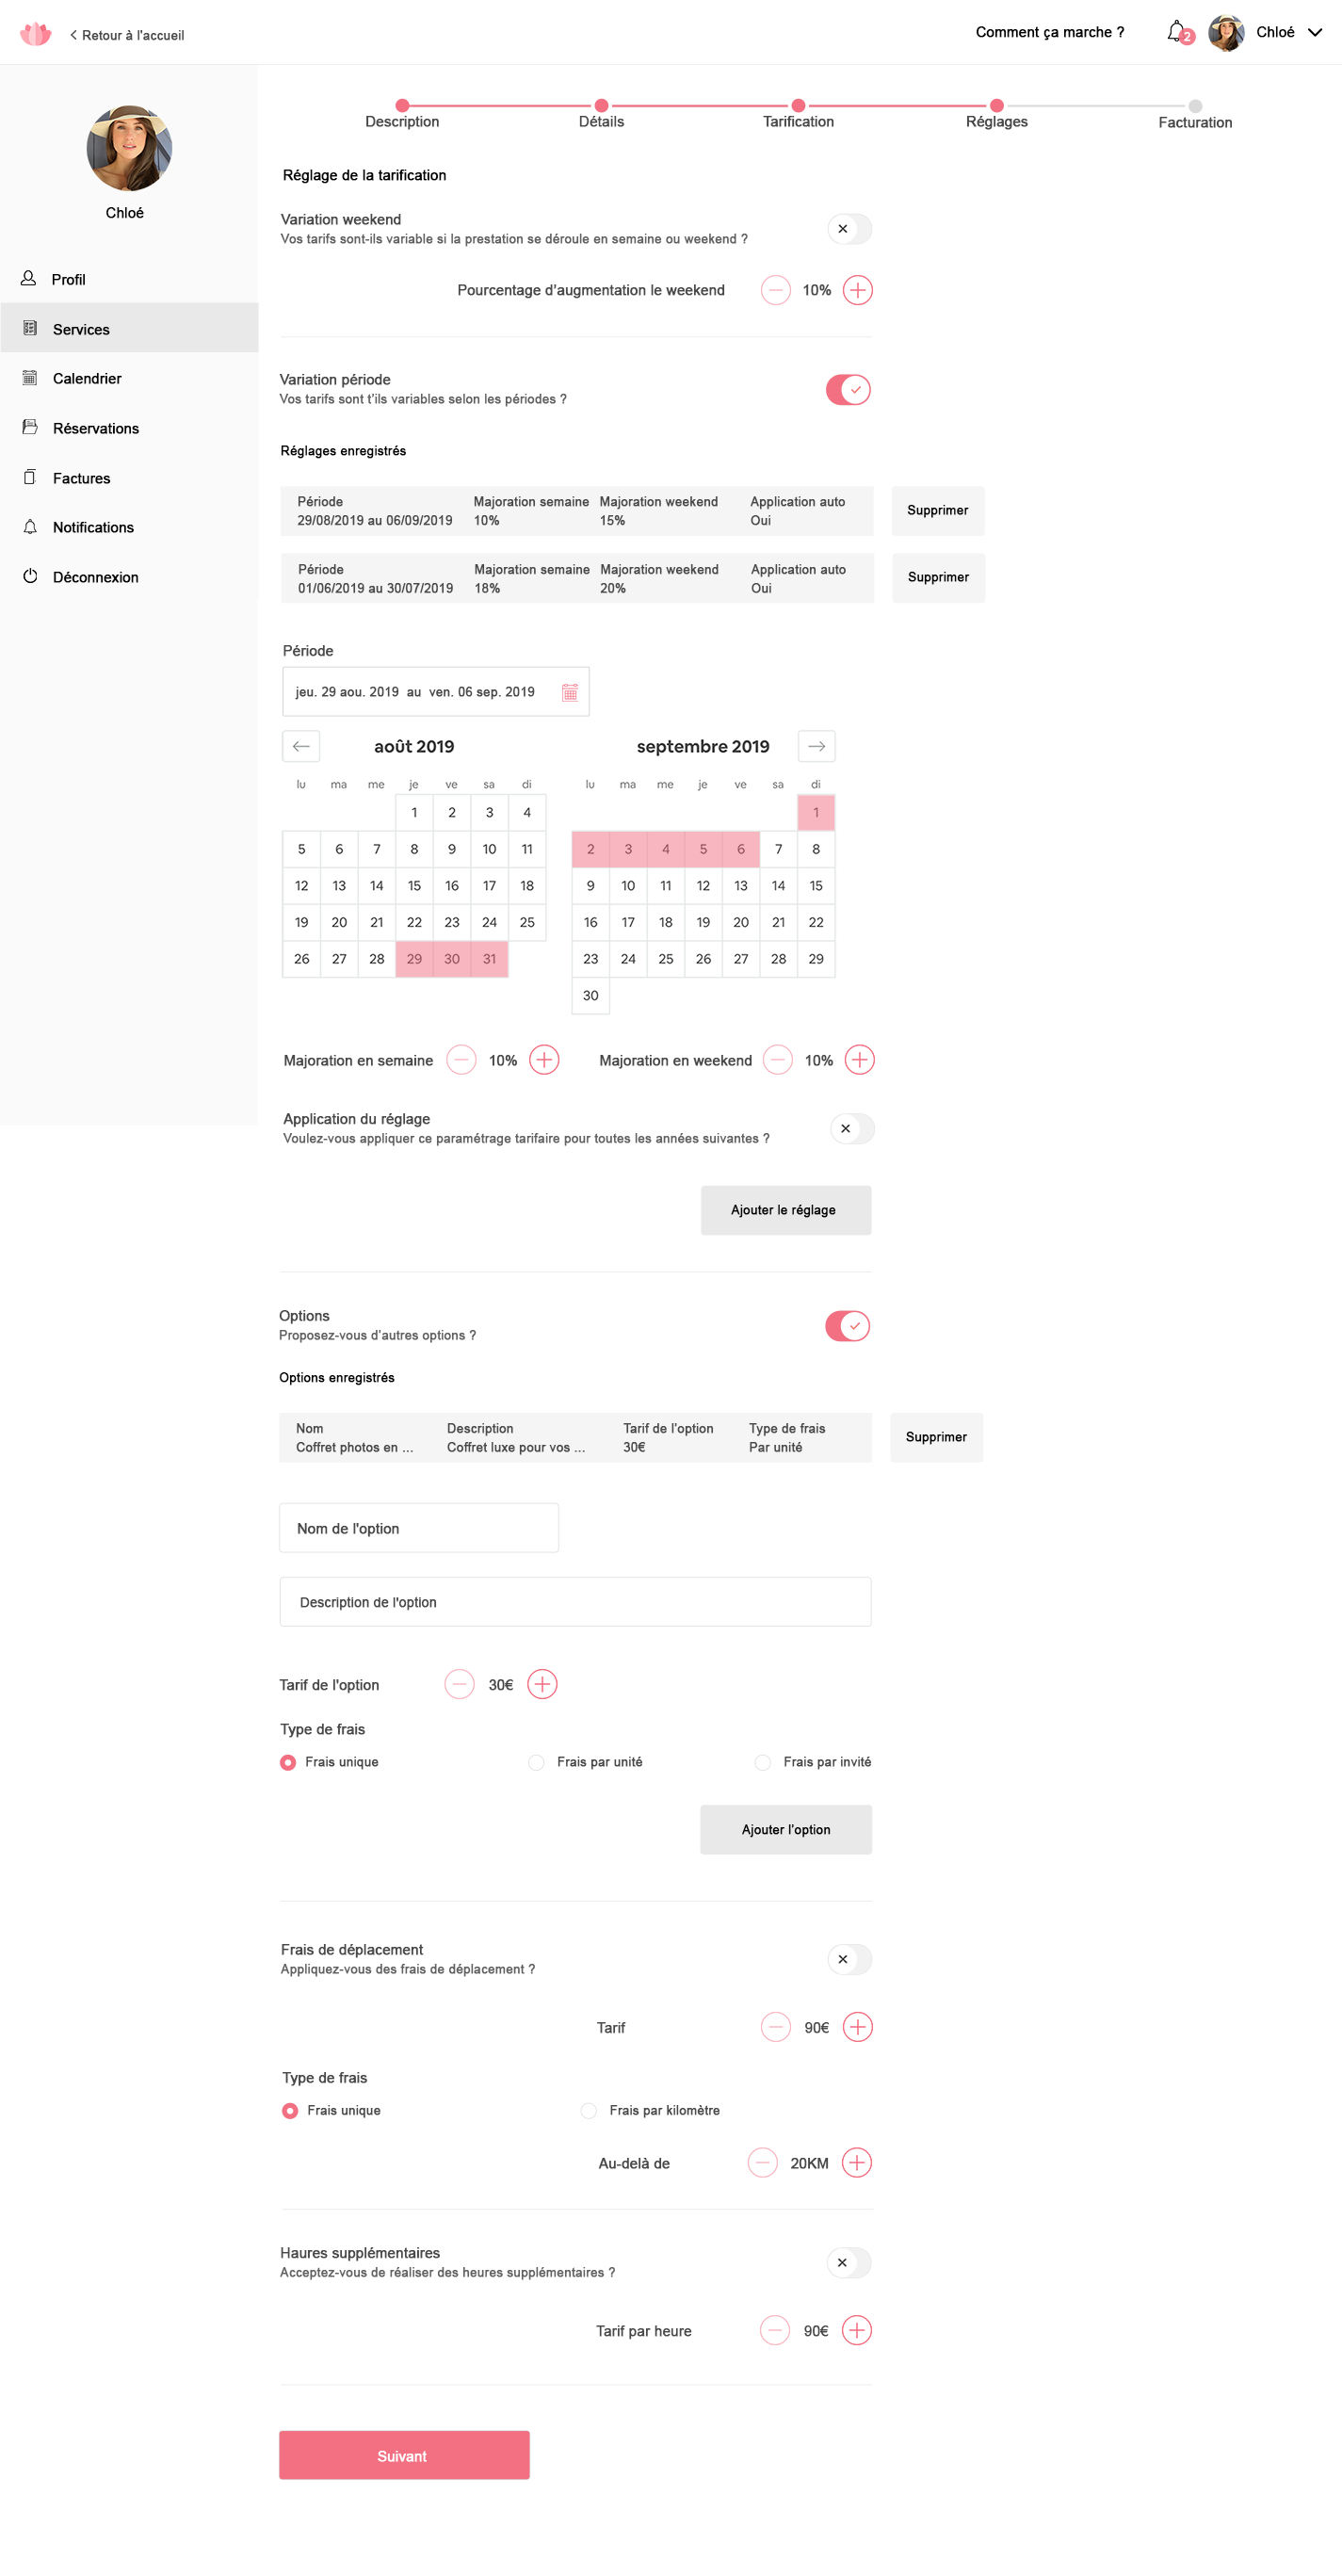 Retour à l'accueil
Comment ça marche ?
2
Chloé
Chloé
Profil
Services
Calendrier
Réservations
Factures
Notifications
Déconnexion
Description Détails Tarification Réglages Facturation
Réglage de la tarification
Variation weekend
Vos tarifs sont-ils variable si la prestation se déroule en semaine ou weekend ?
Pourcentage d'augmentation le weekend 10%
Variation période
Vos tarifs sont t'ils variables selon les périodes ?
Réglages enregistrés
Période Majoration semaine Majoration weekend Application auto
29/08/2019 au 06/09/2019 10% 15% Oui
Supprimer
Période Majoration semaine Majoration weekend Application auto
01/06/2019 au 30/07/2019 18% 20% Oui
Supprimer
Période
jeu. 29 aou. 2019 au ven. 06 sep. 2019
août 2019
lu ma me je ve sa di
1 2 3 4
5 6 7 8 9 10 11
12 13 14 15 16 17 18
19 20 21 22 23 24 25
26 27 28 29 30 31
septembre 2019
lu ma me je ve sa di
1
2 3 4 5 6 7 8
9 10 11 12 13 14 15
16 17 18 19 20 21 22
23 24 25 26 27 28 29
30
Majoration en semaine 10% Majoration en weekend 10%
Application du réglage
Voulez-vous appliquer ce paramétrage tarifaire pour toutes les années suivantes ?
Ajouter le réglage
Options
Proposez-vous d'autres options ?
Options enregistrés
Nom Description Tarif de l'option Type de frais
Coffret photos en ... Coffret luxe pour vos ... 30€ Par unité
Supprimer
Nom de l'option
Description de l'option
Tarif de l'option 30€
Type de frais
Frais unique Frais par unité Frais par invité
Ajouter l'option
Frais de déplacement
Appliquez-vous des frais de déplacement ?
Tarif 90€
Type de frais
Frais unique Frais par kilomètre
Au-delà de 20KM
Haures supplémentaires
Acceptez-vous de réaliser des heures supplémentaires ?
Tarif par heure 90€
Suivant